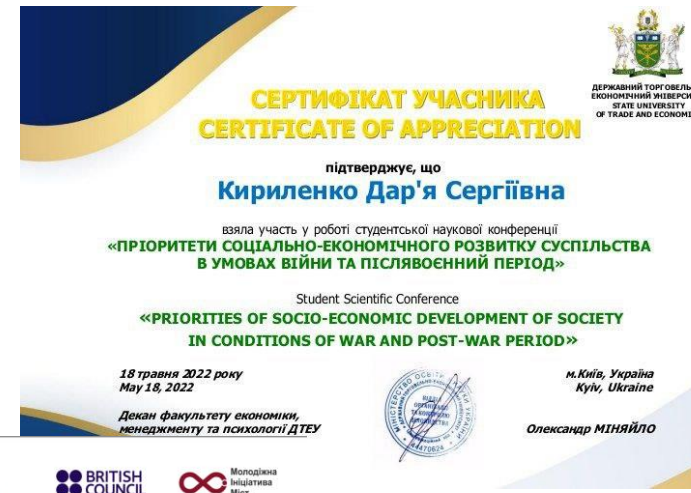 СЕРТИФІКАТ УЧАСНИКА
CERTIFICATE OF APPRECIATION
ДЕРЖАВНИЙ
ЕКОНОМІЧНИЙ
STATE UNIVERSITY
OF TRADE AND
підтверджує, що
Кириленко Дар'я Сергіївна
взяла участь у роботі студентської наукової конференції
«ПРІОРИТЕТИ СОЦІАЛЬНО-ЕКОНОМІЧНОГО РОЗВИТКУ СУСПІЛЬСТВА
В УМОВАХ ВІЙНИ ТА ПІСЛЯВОЄННИЙ ПЕРІОД»
Student Scientific Conference
«PRIORITIES OF SOCIO-ECONOMIC DEVELOPMENT OF SOCIETY
IN CONDITIONS OF WAR AND POST-WAR PERIOD»
18 травня 2022 року
May 18, 2022
м.Київ, Україна
Kyiv, Ukraine
Декан факультету економіки,
менеджменту та психології ДТЕУ
Олександр МІНЯЙЛО
BRITISH
COUNCIL
Молодіжна
Ініціатива
Міст